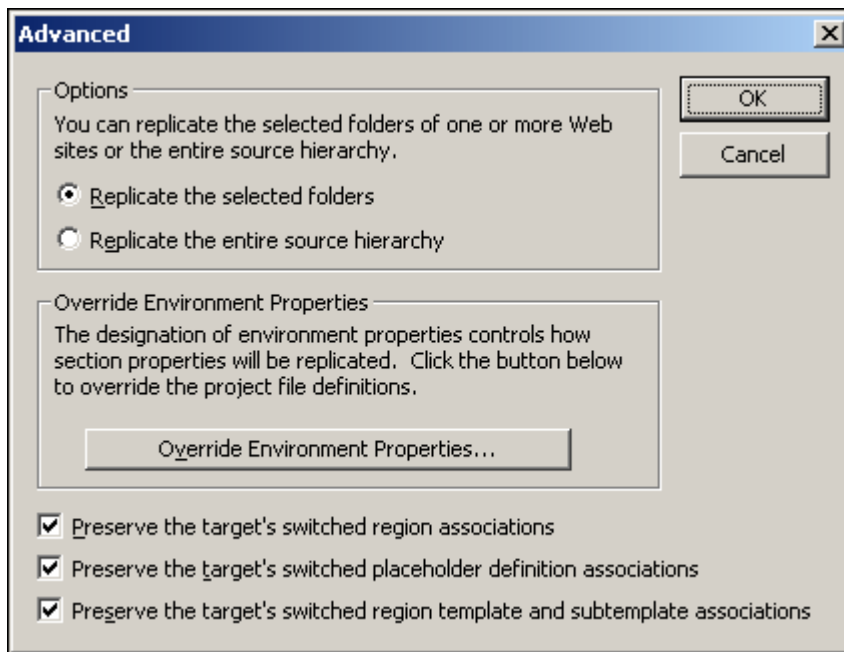 Advanced
Options
OK
You can replicate the selected folders of one or more Web
sites or the entire source hierarchy.
Cancel
Replicate the selected folders
Replicate the entire source hierarchy
Override Environment Properties
The designation of environment properties controls how
section properties will be replicated.  Click the button below
to override the project file definitions.
Override Environment Properties...
Preserve the target's switched region associations
Preserve the target's switched placeholder definition associations
Preserve the target's switched region template and subtemplate associations